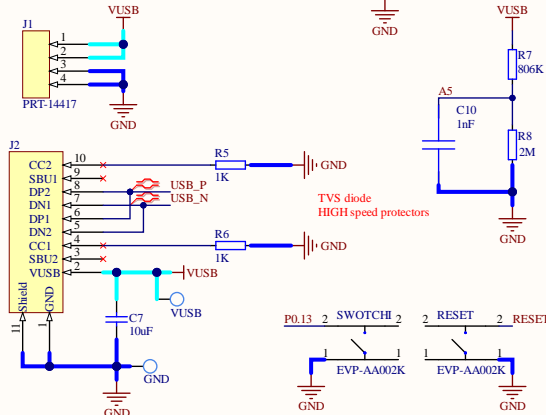 VUSB
J1
1
2
3
4
PRT-14417
GND
GND
VUSB
R7
806K
A5
C10
1nF
R8
2M
GND
J2
CC2 10
SBU1 9
DP2 8
DN1 7
DP1 6
DN2 5
CC1 4
SBU2 3
VUSB 2
Shield
GND
11
1
R5
1K
GND
USB_P
USB_N
R6
1K
GND
VUSB
VUSB
C7
10uF
GND
GND
TVS diode
HIGH speed protectors
P0.13 2 SWOTCHI 2
1 1
EVP-AA002K
GND
2 RESET 2 RESET
1 1
EVP-AA002K
GND